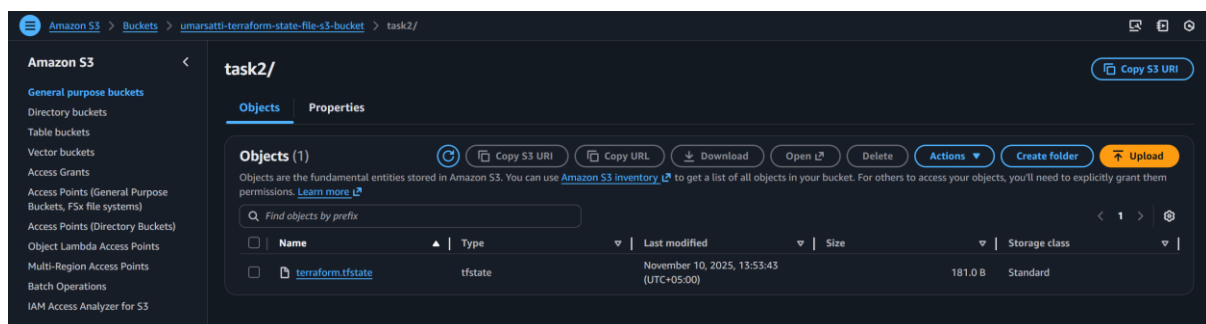 Amazon S3 > Buckets > umarsatti-terraform-state-file-s3-bucket > task2/
Amazon S3
General purpose buckets
Directory buckets
Table buckets
Vector buckets
Access Grants
Access Points (General Purpose
Buckets, FSx file systems)
Access Points (Directory Buckets)
Object Lambda Access Points
Multi-Region Access Points
Batch Operations
IAM Access Analyzer for S3
task2/
Copy S3 URI
Objects Properties
Objects (1)
Copy S3 URI Copy URL Download Open Delete Actions Create folder Upload
Objects are the fundamental entities stored in Amazon S3. You can use Amazon S3 inventory to get a list of all objects in your bucket. For others to access your objects, you'll need to explicitly grant them
permissions. Learn more
Find objects by prefix
1
Name Type Last modified Size Storage class
terraform.tfstate tfstate November 10, 2025, 13:53:43 181.0 B Standard
(UTC+05:00)